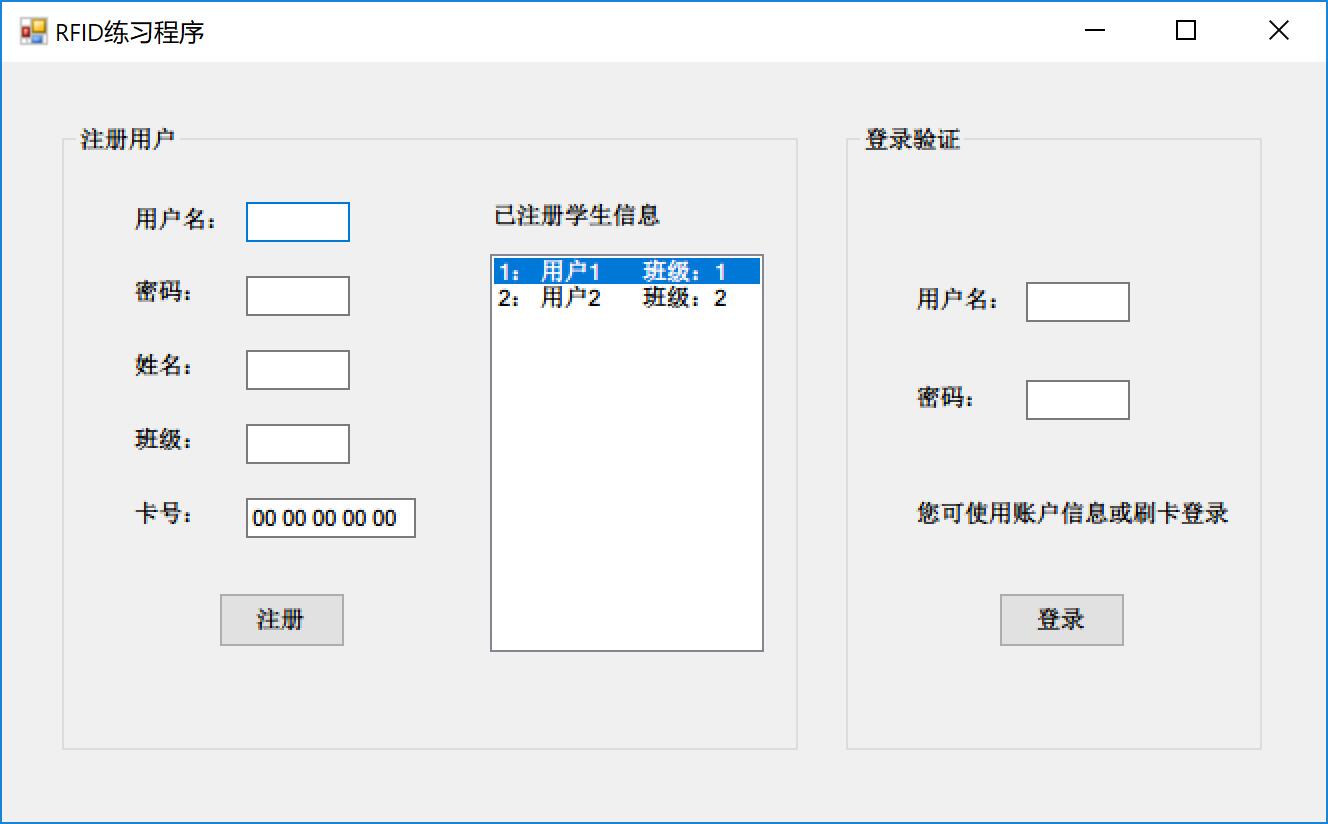 RFID练习程序
注册用户
用户名：
密码：
姓名：
班级：
卡号：
00 00 00 00 00
注册
已注册学生信息
1： 用户1 班级：1
2： 用户2 班级：2
登录验证
用户名：
密码：
您可使用账户信息或刷卡登录
登录